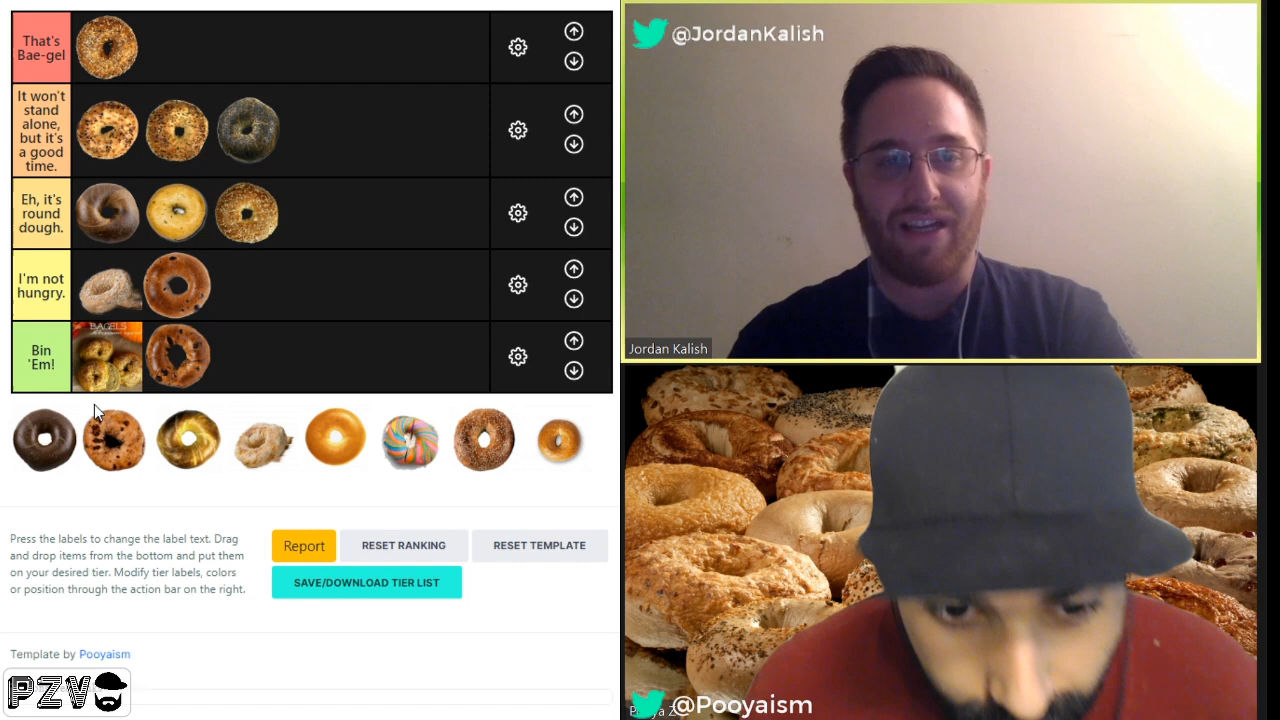 That's
Bae-gel
It won't
stand
alone,
but it's
a good
time.
Eh, it's
round
dough.
I'm not
hungry.
Bin
'Em!
BAGELS
Press the labels to change the label text. Drag
and drop items from the bottom and put them
on your desired tier. Modify tier labels, colors
or position through the action bar on the right.
Report
RESET RANKING
RESET TEMPLATE
SAVE/DOWNLOAD TIER LIST
Template by Pooyaism
PZV
@JordanKalish
Jordan Kalish
@Pooyaism